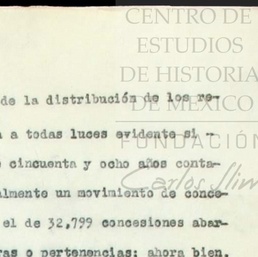 CENTRO DE
ESTUDIOS
DE HISTORIA
DE MÉXICO
FUNDACIÓN
Carlos Slim
de la distribución de los re-
a todas luces evidente si -
cincuenta y ocho años conta-
almente un movimiento de conce-
el de 32,799 concesiones abar-
as o pertenencias; ahora bien,